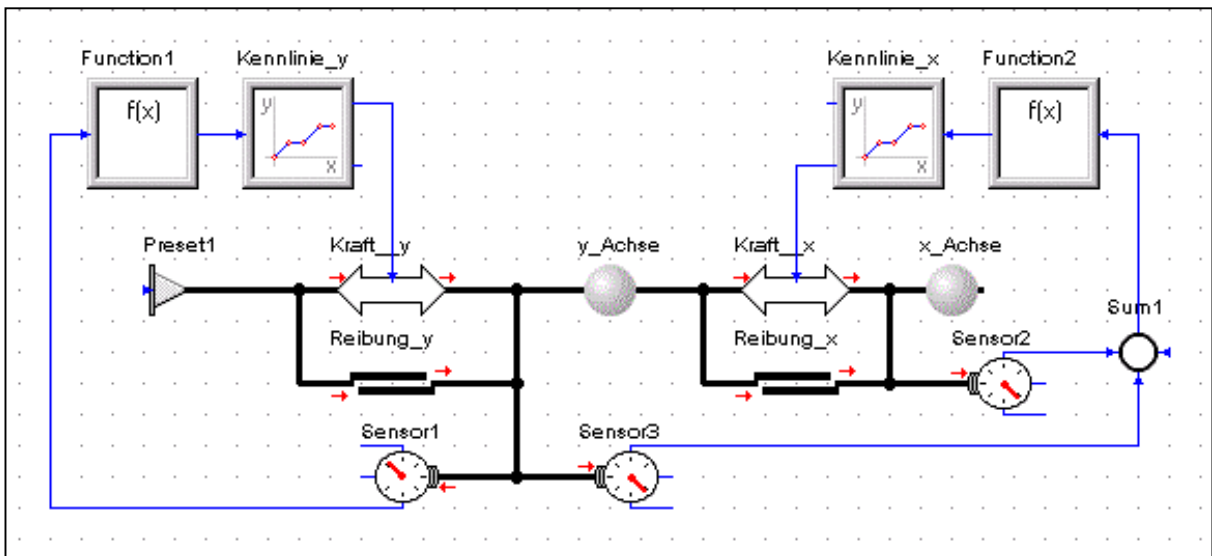 Function1 Kennlinie_y Kennlinie_x Function2
f(x) y x y x f(x)
Preset1 Kraft__y y_Achse Kraft__x x_Achse
Sum1
Reibung_y Reibung_x Sensor2
Sensor1 Sensor3